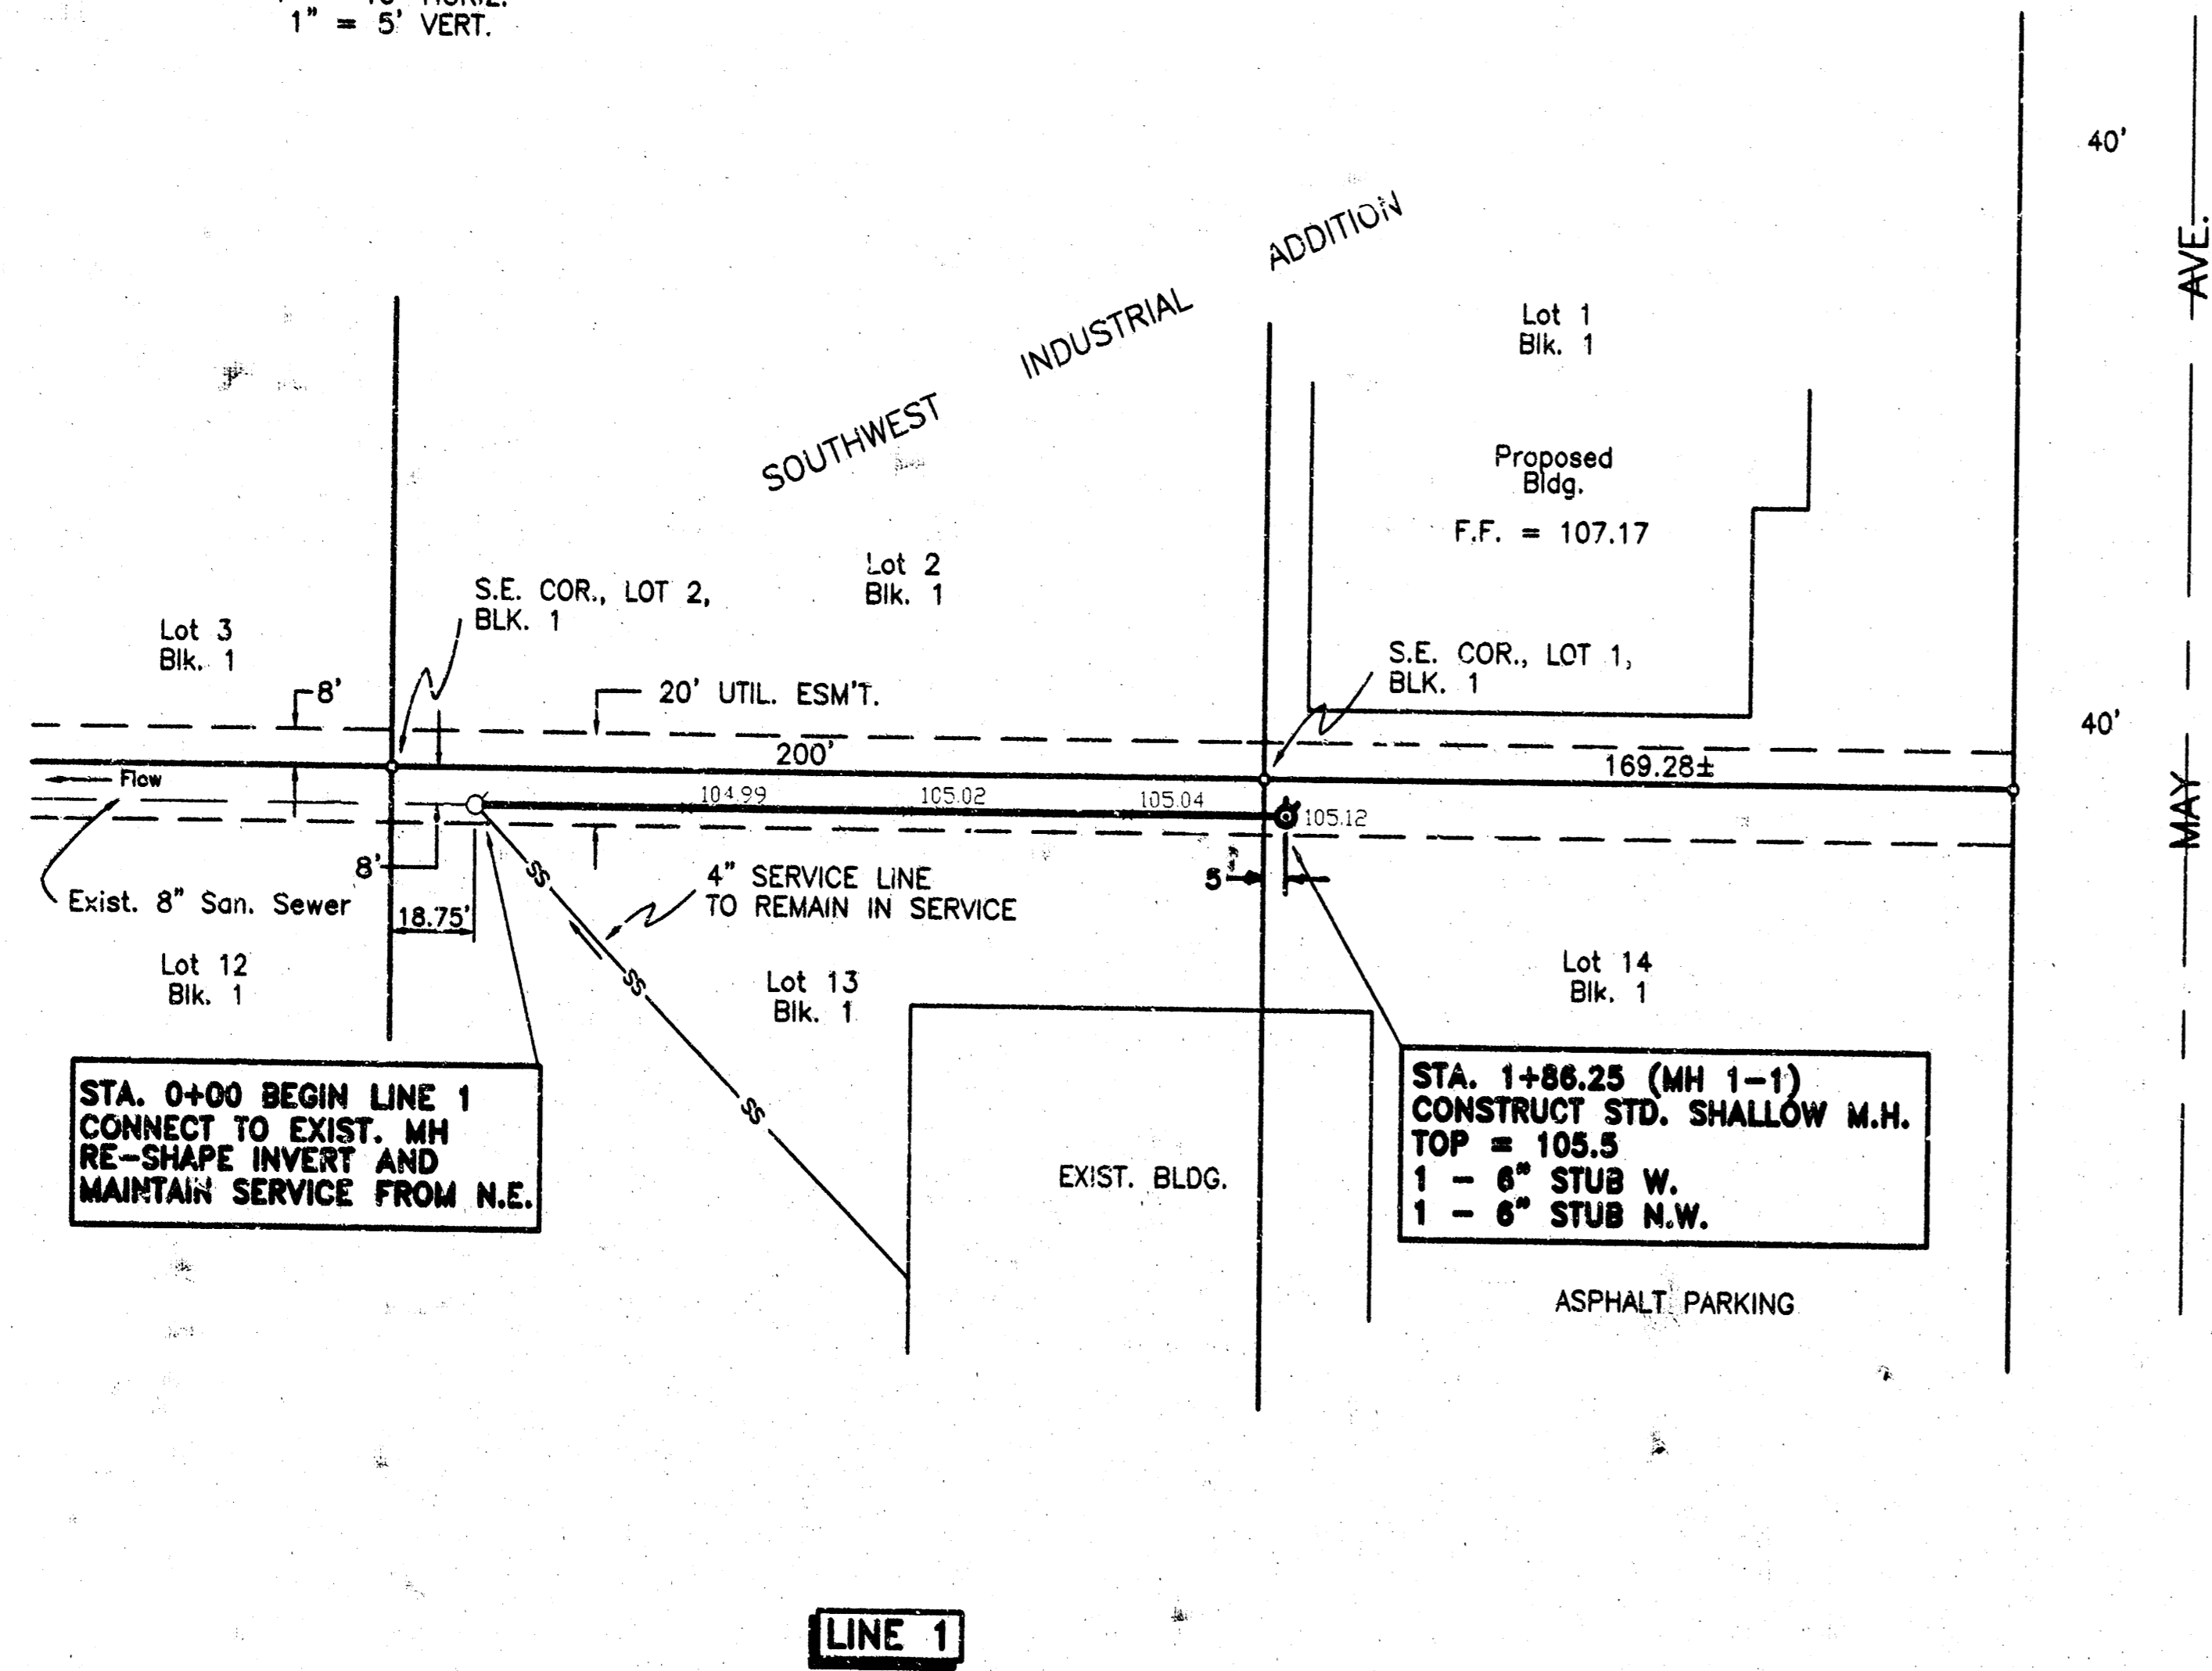 HORIZ.
1" = 5' VERT.
40'
AVE.
SOUTHWEST INDUSTRIAL ADDITION
Lot 1
Blk. 1
Proposed
Bldg.
F.F. = 107.17
Lot 2
Blk. 1
S.E. COR., LOT 2,
BLK. 1
Lot 3
Blk. 1
S.E. COR., LOT 1,
BLK. 1
8'
20' UTIL. ESM'T.
40'
200'
169.28±
Flow
MAY
104.99
105.02
105.04
105.12
8'
4" SERVICE LINE
TO REMAIN IN SERVICE
SS
5'
Exist. 8" San. Sewer
18.75'
Lot 12
Blk. 1
Lot 13
Blk. 1
SS
Lot 14
Blk. 1
STA. 0+00 BEGIN LINE 1
CONNECT TO EXIST. MH
RE-SHAPE INVERT AND
MAINTAIN SERVICE FROM N.E.
SS
STA. 1+86.25 (MH 1-1)
CONSTRUCT STD. SHALLOW M.H.
TOP = 105.5
1 - 6" STUB W.
1 - 6" STUB N.W.
EXIST. BLDG.
ASPHALT PARKING
LINE 1